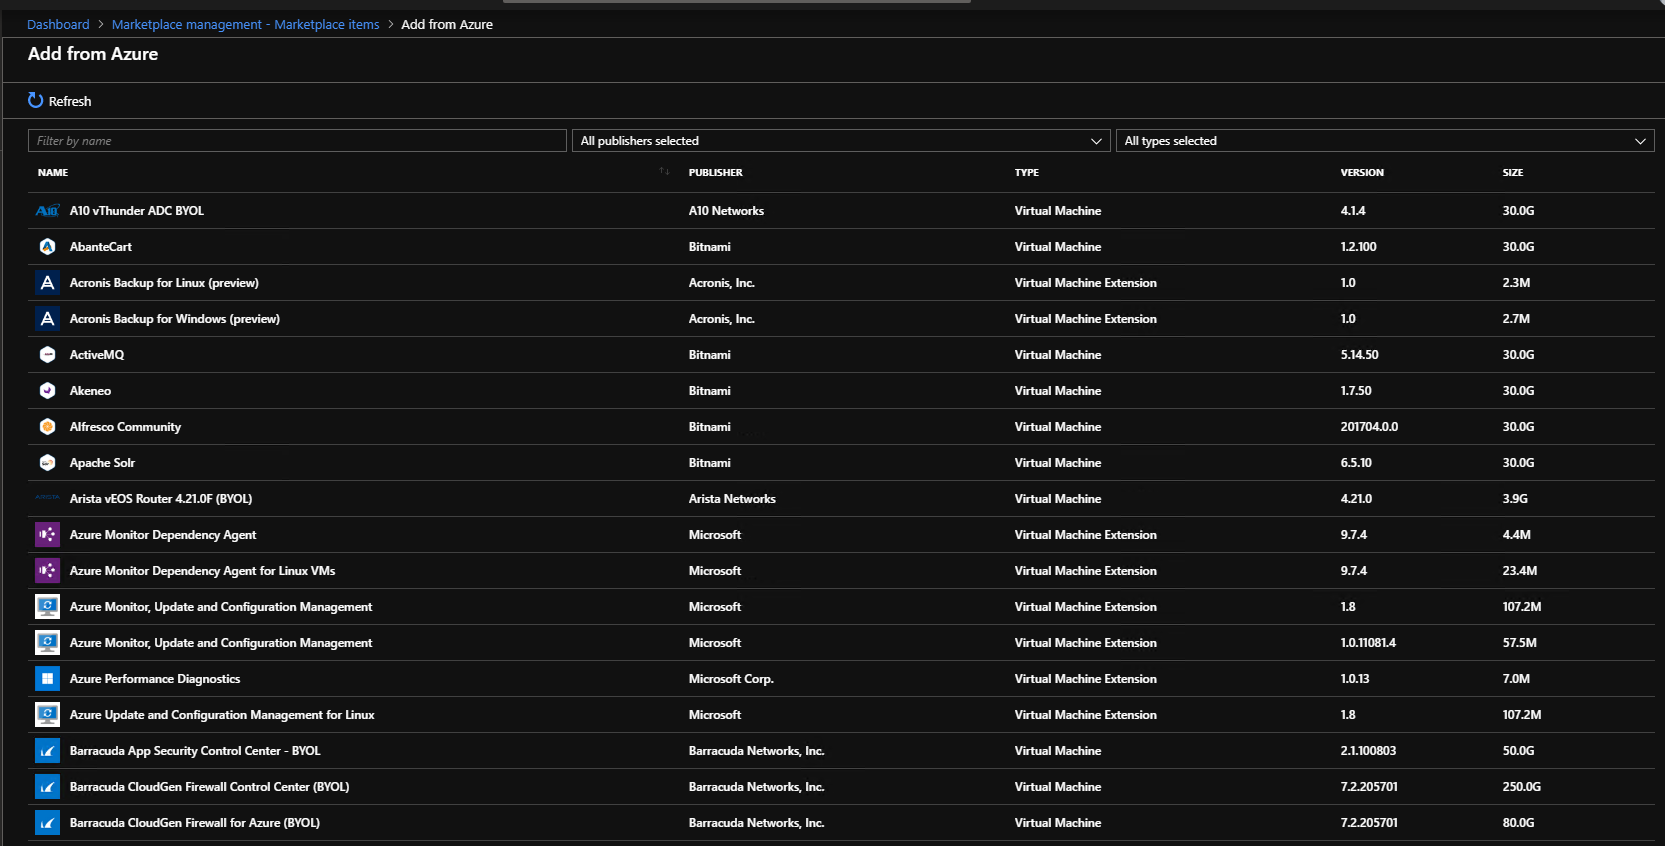 Dashboard > Marketplace management - Marketplace items > Add from Azure
Add from Azure
Refresh
Filter by name All publishers selected All types selected
NAME PUBLISHER TYPE VERSION SIZE
A10 A10 vThunder ADC BYOL A10 Networks Virtual Machine 4.1.4 30.0G
AbanteCart Bitnami Virtual Machine 1.2.100 30.0G
Acronis Backup for Linux (preview) Acronis, Inc. Virtual Machine Extension 1.0 2.3M
Acronis Backup for Windows (preview) Acronis, Inc. Virtual Machine Extension 1.0 2.7M
ActiveMQ Bitnami Virtual Machine 5.14.50 30.0G
Akeneo Bitnami Virtual Machine 1.7.50 30.0G
Alfresco Community Bitnami Virtual Machine 201704.0.0 30.0G
Apache Solr Bitnami Virtual Machine 6.5.10 30.0G
ARISTA Arista vEOS Router 4.21.0F (BYOL) Arista Networks Virtual Machine 4.21.0 3.9G
Azure Monitor Dependency Agent Microsoft Virtual Machine Extension 9.7.4 4.4M
Azure Monitor Dependency Agent for Linux VMs Microsoft Virtual Machine Extension 9.7.4 23.4M
Azure Monitor, Update and Configuration Management Microsoft Virtual Machine Extension 1.8 107.2M
Azure Monitor, Update and Configuration Management Microsoft Virtual Machine Extension 1.0.11081.4 57.5M
Azure Performance Diagnostics Microsoft Corp. Virtual Machine Extension 1.0.13 7.0M
Azure Update and Configuration Management for Linux Microsoft Virtual Machine Extension 1.8 107.2M
Barracuda App Security Control Center - BYOL Barracuda Networks, Inc. Virtual Machine 2.1.100803 50.0G
Barracuda CloudGen Firewall Control Center (BYOL) Barracuda Networks, Inc. Virtual Machine 7.2.205701 250.0G
Barracuda CloudGen Firewall for Azure (BYOL) Barracuda Networks, Inc. Virtual Machine 7.2.205701 80.0G